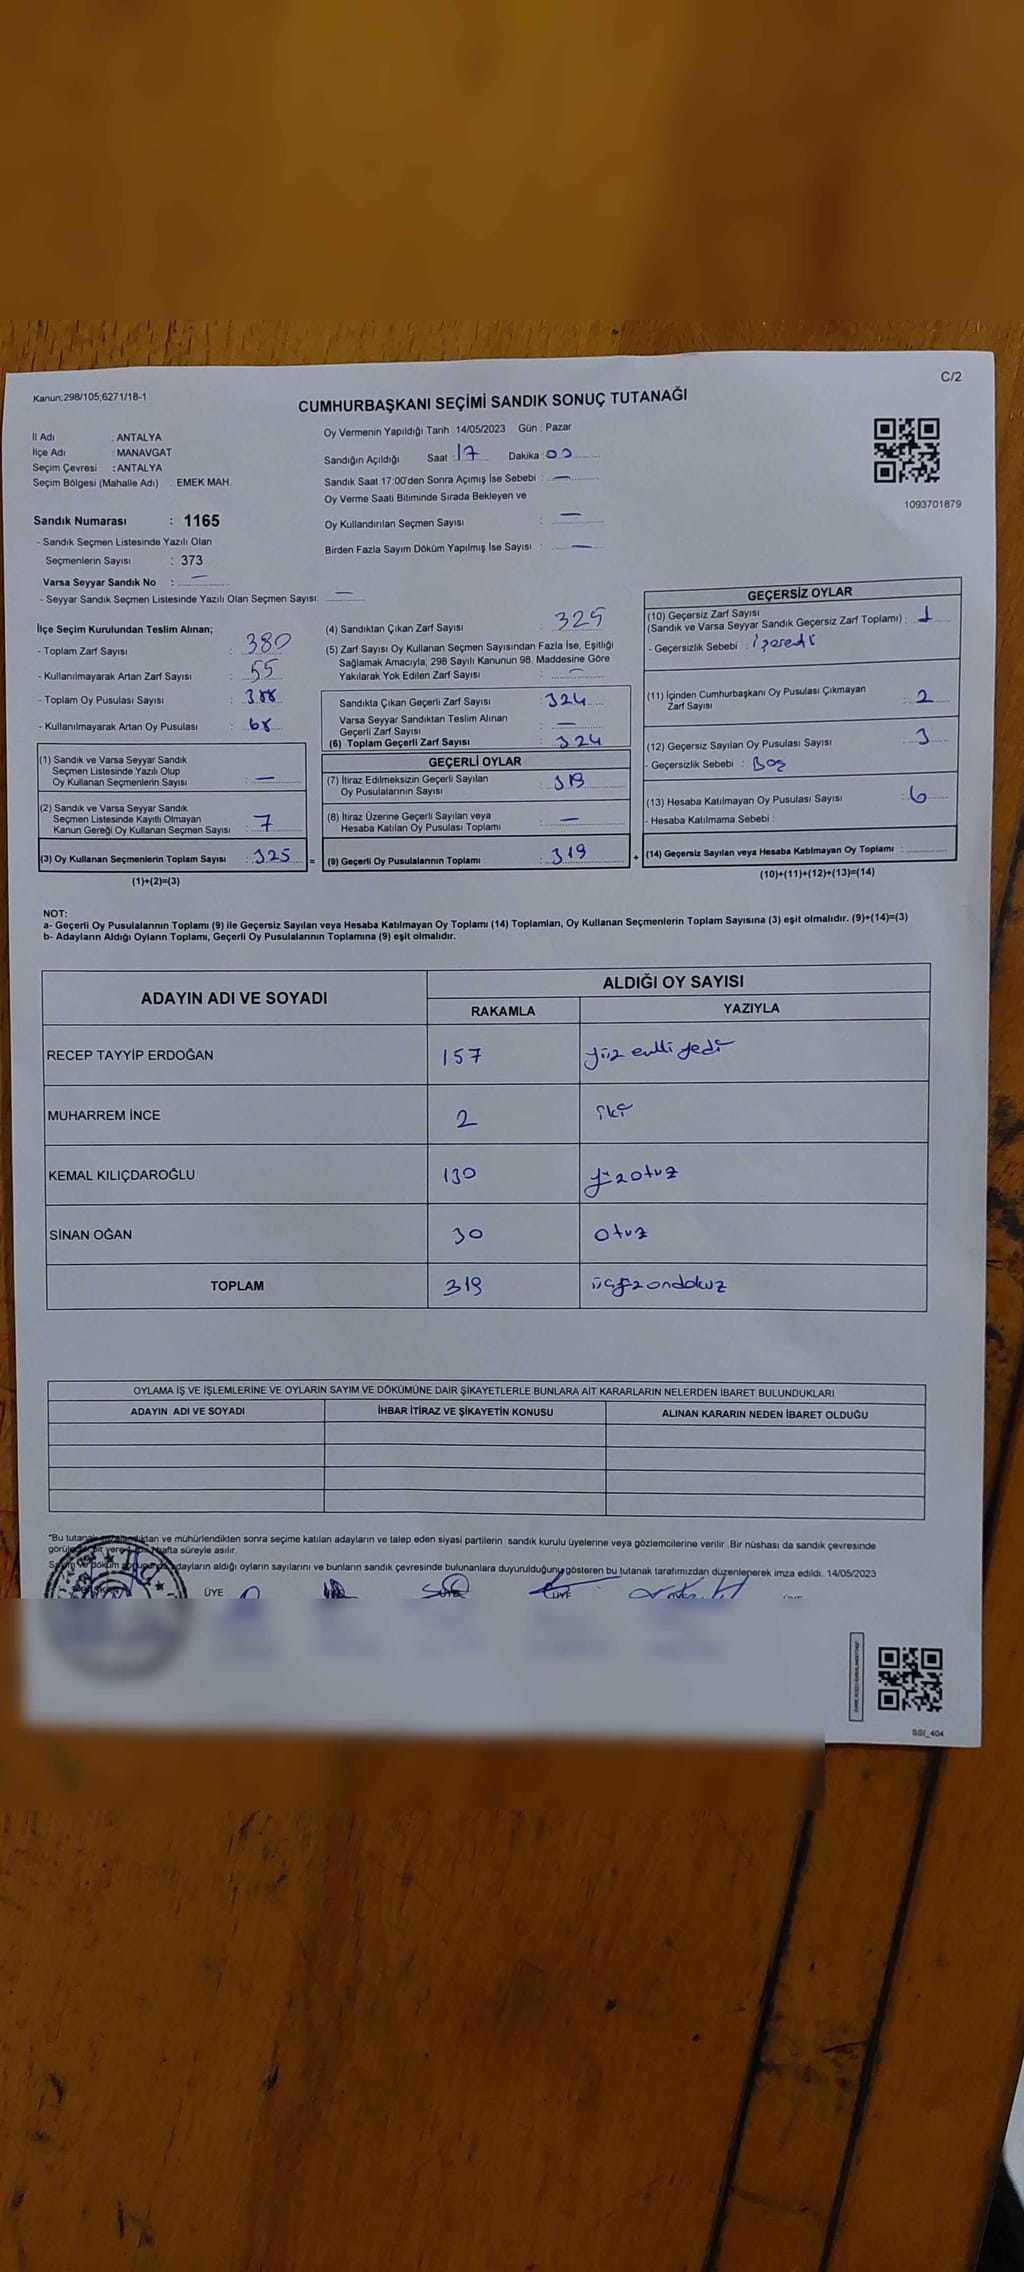 C/2
Kanun;298/105;6271/18-1
CUMHURBAŞKANI SEÇİMİ SANDIK SONUÇ TUTANAĞI
İl Adı : ANTALYA
İlçe Adı : MANAVGAT
Seçim Çevresi : ANTALYA
Seçim Bölgesi (Mahalle Adı) : EMEK MAH.
Oy Vermenin Yapıldığı Tarih : 14/05/2023 Gün : Pazar
Sandığın Açıldığı Saat : 17 Dakika :
Sandık Saat 17:00'den Sonra Açımış İse Sebebi : —
Oy Verme Saati Bitiminde Sırada Bekleyen ve
Oy Kullandırılan Seçmen Sayısı : —
Birden Fazla Sayım Döküm Yapılmış İse Sayısı : —
1093701879
Sandık Numarası : 1165
- Sandık Seçmen Listesinde Yazılı Olan
Seçmenlerin Sayısı : 373
Varsa Seyyar Sandık No : —
- Seyyar Sandık Seçmen Listesinde Yazılı Olan Seçmen Sayısı: —
İlçe Seçim Kurulundan Teslim Alınan;
- Toplam Zarf Sayısı : 380
- Kullanılmayarak Artan Zarf Sayısı : 55
- Toplam Oy Pusulası Sayısı : 388
- Kullanılmayarak Artan Oy Pusulası : 68
(1) Sandık ve Varsa Seyyar Sandık
Seçmen Listesinde Yazılı Olup
Oy Kullanan Seçmenlerin Sayısı : —
(2) Sandık ve Varsa Seyyar Sandık
Seçmen Listesinde Kayıtlı Olmayan
Kanun Gereği Oy Kullanan Seçmen Sayısı : 7
(3) Oy Kullanan Seçmenlerin Toplam Sayısı : 325 =
(1)+(2)=(3)
(4) Sandıktan Çıkan Zarf Sayısı : 325
(5) Zarf Sayısı Oy Kullanan Seçmen Sayısından Fazla İse, Eşitliği
Sağlamak Amacıyla; 298 Sayılı Kanunun 98. Maddesine Göre
Yakılarak Yok Edilen Zarf Sayısı : —
Sandıkta Çıkan Geçerli Zarf Sayısı : 324
Varsa Seyyar Sandıktan Teslim Alınan
Geçerli Zarf Sayısı : —
(6) Toplam Geçerli Zarf Sayısı : 324
GEÇERLİ OYLAR
(7) İtiraz Edilmeksizin Geçerli Sayılan
Oy Pusulalarının Sayısı : 319
(8) İtiraz Üzerine Geçerli Sayılan veya
Hesaba Katılan Oy Pusulası Toplamı : —
(9) Geçerli Oy Pusulalarının Toplamı : 319 +
GEÇERSİZ OYLAR
(10) Geçersiz Zarf Sayısı
(Sandık ve Varsa Seyyar Sandık Geçersiz Zarf Toplamı) : 1
- Geçersizlik Sebebi :
(11) İçinden Cumhurbaşkanı Oy Pusulası Çıkmayan
Zarf Sayısı : 2
(12) Geçersiz Sayılan Oy Pusulası Sayısı : 3
- Geçersizlik Sebebi : Boş
(13) Hesaba Katılmayan Oy Pusulası Sayısı : 6
- Hesaba Katılmama Sebebi :
(14) Geçersiz Sayılan veya Hesaba Katılmayan Oy Toplamı :
(10)+(11)+(12)+(13)=(14)
NOT:
a- Geçerli Oy Pusulalarının Toplamı (9) ile Geçersiz Sayılan veya Hesaba Katılmayan Oy Toplamı (14) Toplamları, Oy Kullanan Seçmenlerin Toplam Sayısına (3) eşit olmalıdır. (9)+(14)=(3)
b- Adayların Aldığı Oyların Toplamı, Geçerli Oy Pusulalarının Toplamına (9) eşit olmalıdır.
ADAYIN ADI VE SOYADI ALDIĞI OY SAYISI
RAKAMLA YAZIYLA
RECEP TAYYİP ERDOĞAN 157 yüz elli yedi
MUHARREM İNCE 2 iki
KEMAL KILIÇDAROĞLU 130 yüzotuz
SİNAN OĞAN 30 otuz
TOPLAM 319 üçyüzondokuz
OYLAMA İŞ VE İŞLEMLERİNE VE OYLARIN SAYIM VE DÖKÜMÜNE DAİR ŞİKAYETLERLE BUNLARA AİT KARARLARIN NELERDEN İBARET BULUNDUKLARI
ADAYIN ADI VE SOYADI İHBAR İTİRAZ VE ŞİKAYETİN KONUSU ALINAN KARARIN NEDEN İBARET OLDUĞU
*Bu tutanak ve mühürlendikten sonra seçime katılan adayların ve talep eden siyasi partilerin sandık kurulu üyelerine veya gözlemcilerine verilir. Bir nüshası da sandık çevresinde
bir hafta süreyle asılır.
adayların aldığı oyların sayılarını ve bunların sandık çevresinde bulunanlara duyurulduğunu gösteren bu tutanak tarafımızdan düzenlenerek imza edildi. 14/05/2023
ÜYE ÜYE ÜYE
SSI_404